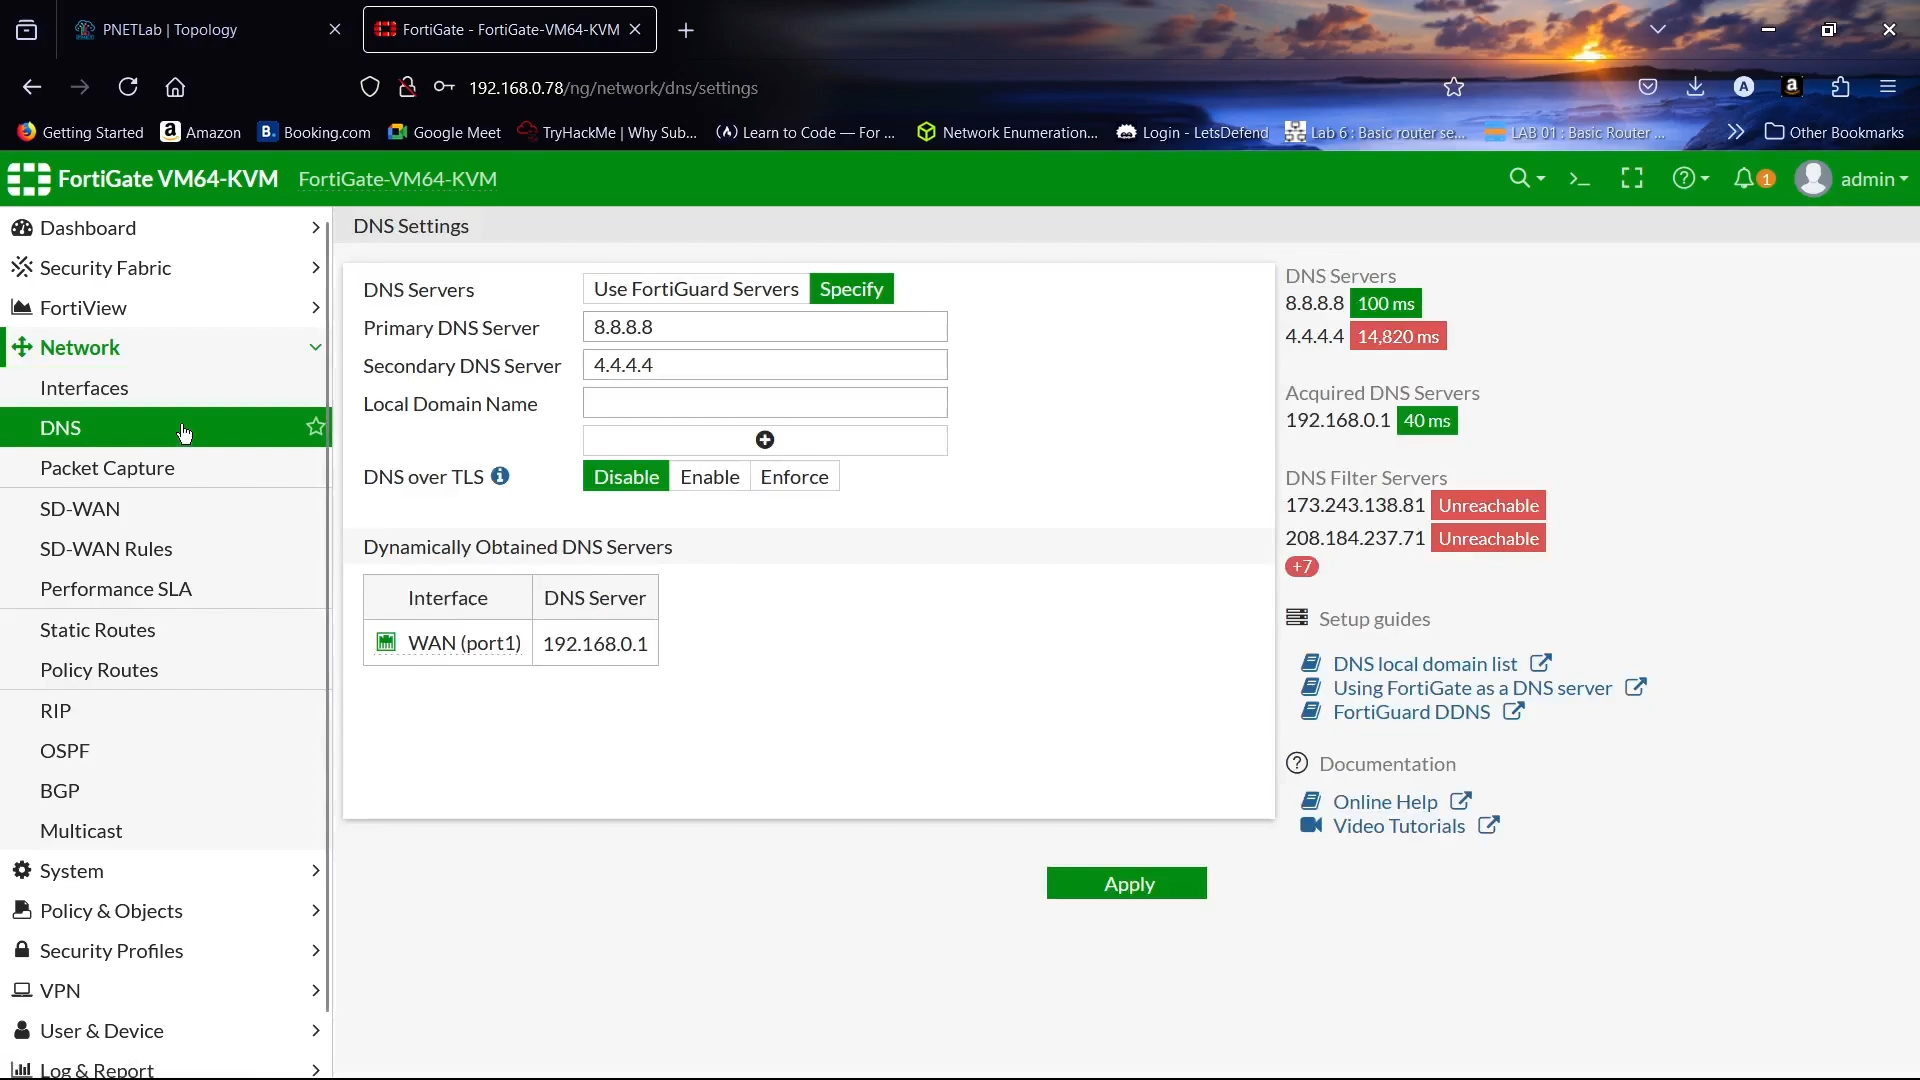 PNETLab | Topology
FortiGate - FortiGate-VM64-KVM
192.168.0.78/ng/network/dns/settings
Getting Started
Amazon
Booking.com
Google Meet
TryHackMe | Why Sub...
Learn to Code — For ...
Network Enumeration...
Login - LetsDefend
Lab 6 : Basic router se...
LAB 01 : Basic Router ...
Other Bookmarks
FortiGate VM64-KVM
FortiGate-VM64-KVM
1
admin
Dashboard
Security Fabric
FortiView
Network
Interfaces
DNS
Packet Capture
SD-WAN
SD-WAN Rules
Performance SLA
Static Routes
Policy Routes
RIP
OSPF
BGP
Multicast
System
Policy & Objects
Security Profiles
VPN
User & Device
Log & Report
DNS Settings
DNS Servers Use FortiGuard Servers Specify
Primary DNS Server 8.8.8.8
Secondary DNS Server 4.4.4.4
Local Domain Name
DNS over TLS Disable Enable Enforce
Dynamically Obtained DNS Servers
Interface DNS Server
WAN (port1) 192.168.0.1
Apply
DNS Servers
8.8.8.8 100 ms
4.4.4.4 14,820 ms
Acquired DNS Servers
192.168.0.1 40 ms
DNS Filter Servers
173.243.138.81 Unreachable
208.184.237.71 Unreachable
+7
Setup guides
DNS local domain list
Using FortiGate as a DNS server
FortiGuard DDNS
Documentation
Online Help
Video Tutorials